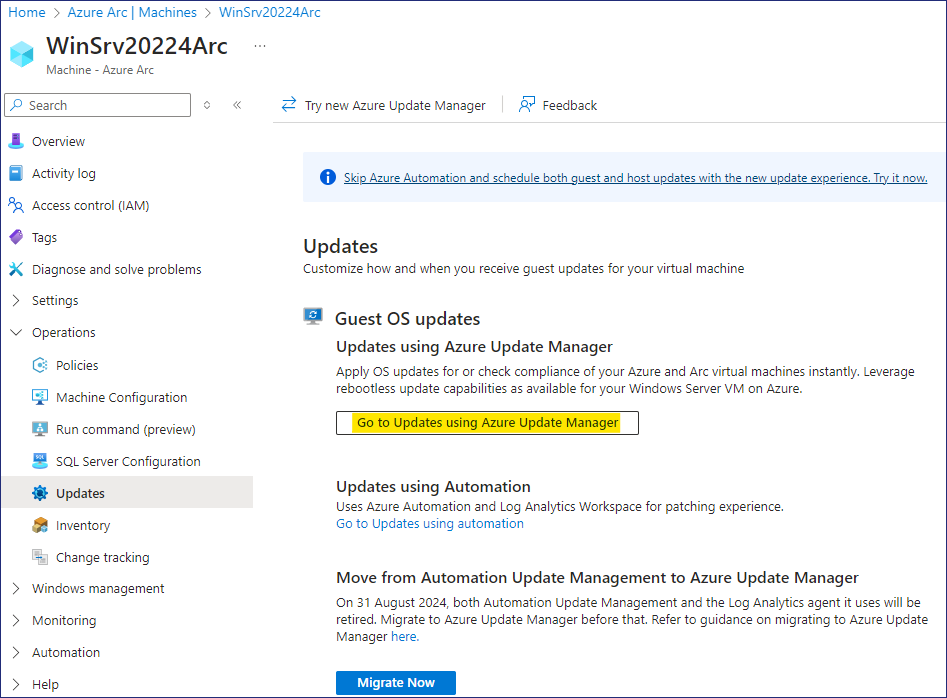 Home > Azure Arc | Machines > WinSrv20224Arc
WinSrv20224Arc ...
Machine - Azure Arc
Search
Try new Azure Update Manager
Feedback
Overview
Activity log
Access control (IAM)
Tags
Diagnose and solve problems
Settings
Operations
Policies
Machine Configuration
Run command (preview)
SQL Server Configuration
Updates
Inventory
Change tracking
Windows management
Monitoring
Automation
Help
Skip Azure Automation and schedule both guest and host updates with the new update experience. Try it now.
Updates
Customize how and when you receive guest updates for your virtual machine
Guest OS updates
Updates using Azure Update Manager
Apply OS updates for or check compliance of your Azure and Arc virtual machines instantly. Leverage
rebootless update capabilities as available for your Windows Server VM on Azure.
Go to Updates using Azure Update Manager
Updates using Automation
Uses Azure Automation and Log Analytics Workspace for patching experience.
Go to Updates using automation
Move from Automation Update Management to Azure Update Manager
On 31 August 2024, both Automation Update Management and the Log Analytics agent it uses will be
retired. Migrate to Azure Update Manager before that. Refer to guidance on migrating to Azure Update
Manager here.
Migrate Now